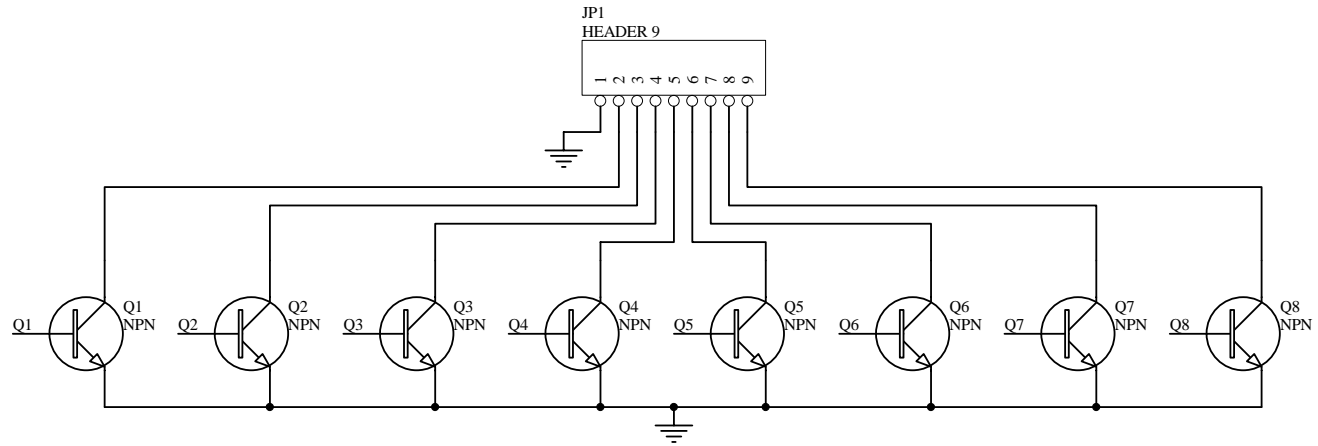 JP1
HEADER 9
1 2 3 4 5 6 7 8 9
Q1
Q1
NPN
Q2
Q2
NPN
Q3
Q3
NPN
Q4
Q4
NPN
Q5
Q5
NPN
Q6
Q6
NPN
Q7
Q7
NPN
Q8
Q8
NPN